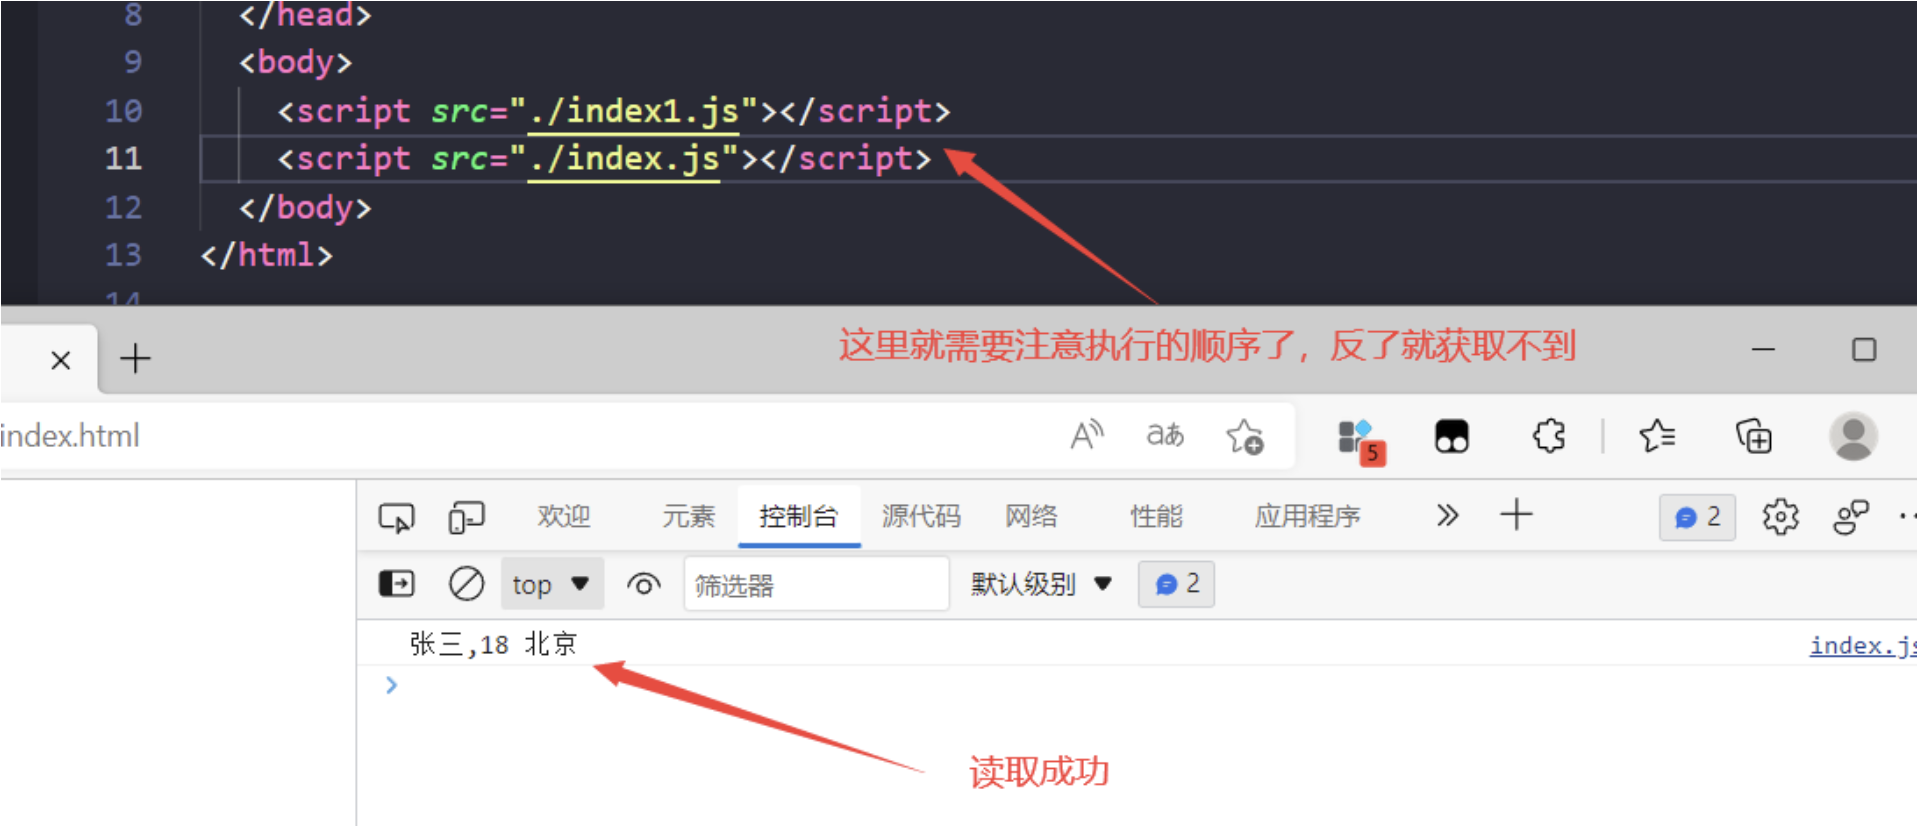 8 </head>
9 <body>
10 <script src="./index1.js"></script>
11 <script src="./index.js"></script>
12 </body>
13 </html>
14
这里就需要注意执行的顺序了，反了就获取不到
index.html
aあ
5
欢迎 元素 控制台 源代码 网络 性能 应用程序 2
top 筛选器 默认级别 2
张三,18 北京 index.js
读取成功